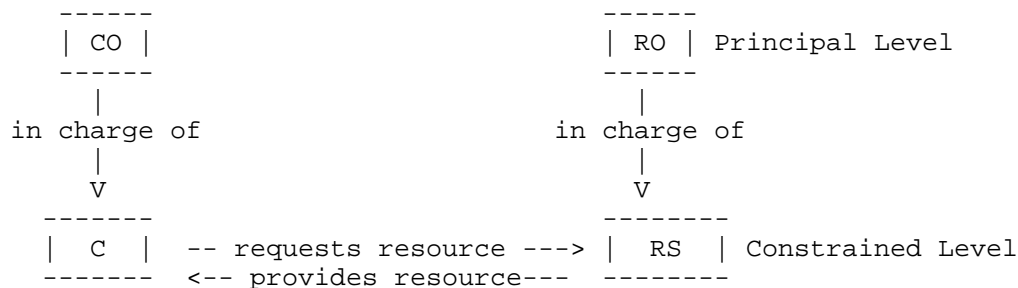 ------                                   ------
| CO |                                   | RO | Principal Level
------                                   ------
|                                        |
in charge of                          in charge of
|                                        |
V                                        V
-------                                  --------
|  C  |  -- requests resource ---> |  RS  | Constrained Level
-------  <-- provides resource---  --------